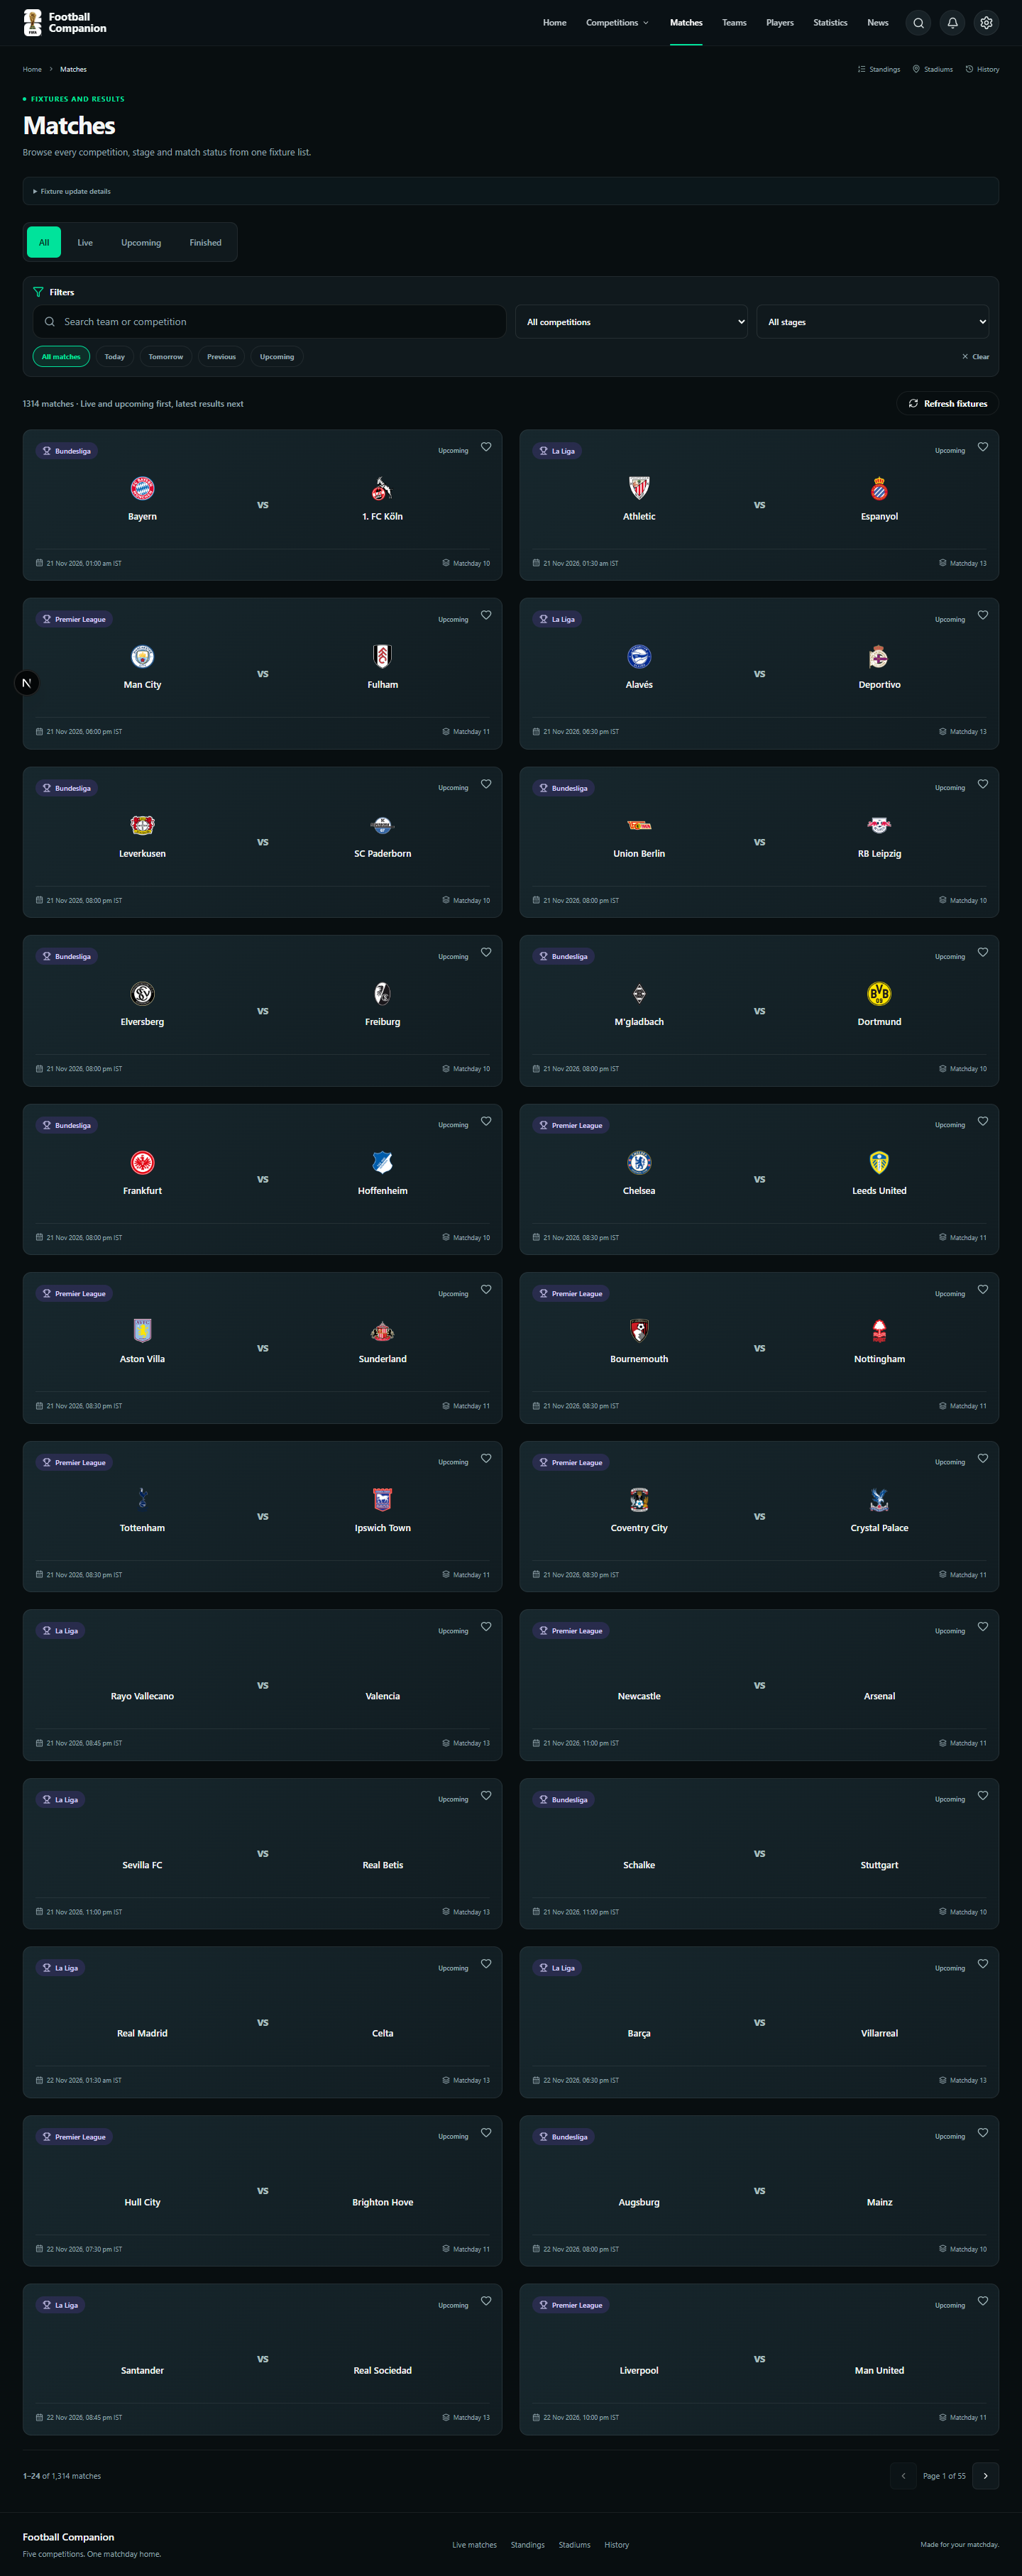 Football
Companion
Home Competitions Matches Teams Players Statistics News
Home > Matches
Standings Stadiums History
FIXTURES AND RESULTS
Matches
Browse every competition, stage and match status from one fixture list.
Fixture update details
All Live Upcoming Finished
Filters
Search team or competition
All competitions
All stages
All matches Today Tomorrow Previous Upcoming
Clear
1314 matches · Live and upcoming first, latest results next
Refresh fixtures
Bundesliga Upcoming
Bayern VS 1. FC Köln
21 Nov 2026, 01:00 am IST Matchday 10
La Liga Upcoming
Athletic VS Espanyol
21 Nov 2026, 01:30 am IST Matchday 13
Premier League Upcoming
Man City VS Fulham
21 Nov 2026, 06:00 pm IST Matchday 11
La Liga Upcoming
Alavés VS Deportivo
21 Nov 2026, 06:30 pm IST Matchday 13
Bundesliga Upcoming
Leverkusen VS SC Paderborn
21 Nov 2026, 08:00 pm IST Matchday 10
Bundesliga Upcoming
Union Berlin VS RB Leipzig
21 Nov 2026, 08:00 pm IST Matchday 10
Bundesliga Upcoming
Elversberg VS Freiburg
21 Nov 2026, 08:00 pm IST Matchday 10
Bundesliga Upcoming
M'gladbach VS Dortmund
21 Nov 2026, 08:00 pm IST Matchday 10
Bundesliga Upcoming
Frankfurt VS Hoffenheim
21 Nov 2026, 08:00 pm IST Matchday 10
Premier League Upcoming
Chelsea VS Leeds United
21 Nov 2026, 08:30 pm IST Matchday 11
Premier League Upcoming
Aston Villa VS Sunderland
21 Nov 2026, 08:30 pm IST Matchday 11
Premier League Upcoming
Bournemouth VS Nottingham
21 Nov 2026, 08:30 pm IST Matchday 11
Premier League Upcoming
Tottenham VS Ipswich Town
21 Nov 2026, 08:30 pm IST Matchday 11
Premier League Upcoming
Coventry City VS Crystal Palace
21 Nov 2026, 08:30 pm IST Matchday 11
La Liga Upcoming
Rayo Vallecano VS Valencia
21 Nov 2026, 08:45 pm IST Matchday 13
Premier League Upcoming
Newcastle VS Arsenal
21 Nov 2026, 11:00 pm IST Matchday 11
La Liga Upcoming
Sevilla FC VS Real Betis
21 Nov 2026, 11:00 pm IST Matchday 13
Bundesliga Upcoming
Schalke VS Stuttgart
21 Nov 2026, 11:00 pm IST Matchday 10
La Liga Upcoming
Real Madrid VS Celta
22 Nov 2026, 01:30 am IST Matchday 13
La Liga Upcoming
Barça VS Villarreal
22 Nov 2026, 06:30 pm IST Matchday 13
Premier League Upcoming
Hull City VS Brighton Hove
22 Nov 2026, 07:30 pm IST Matchday 11
Bundesliga Upcoming
Augsburg VS Mainz
22 Nov 2026, 08:00 pm IST Matchday 10
La Liga Upcoming
Santander VS Real Sociedad
22 Nov 2026, 08:45 pm IST Matchday 13
Premier League Upcoming
Liverpool VS Man United
22 Nov 2026, 10:00 pm IST Matchday 11
1–24 of 1,314 matches
Page 1 of 55
Football Companion
Five competitions. One matchday home.
Live matches Standings Stadiums History
Made for your matchday.